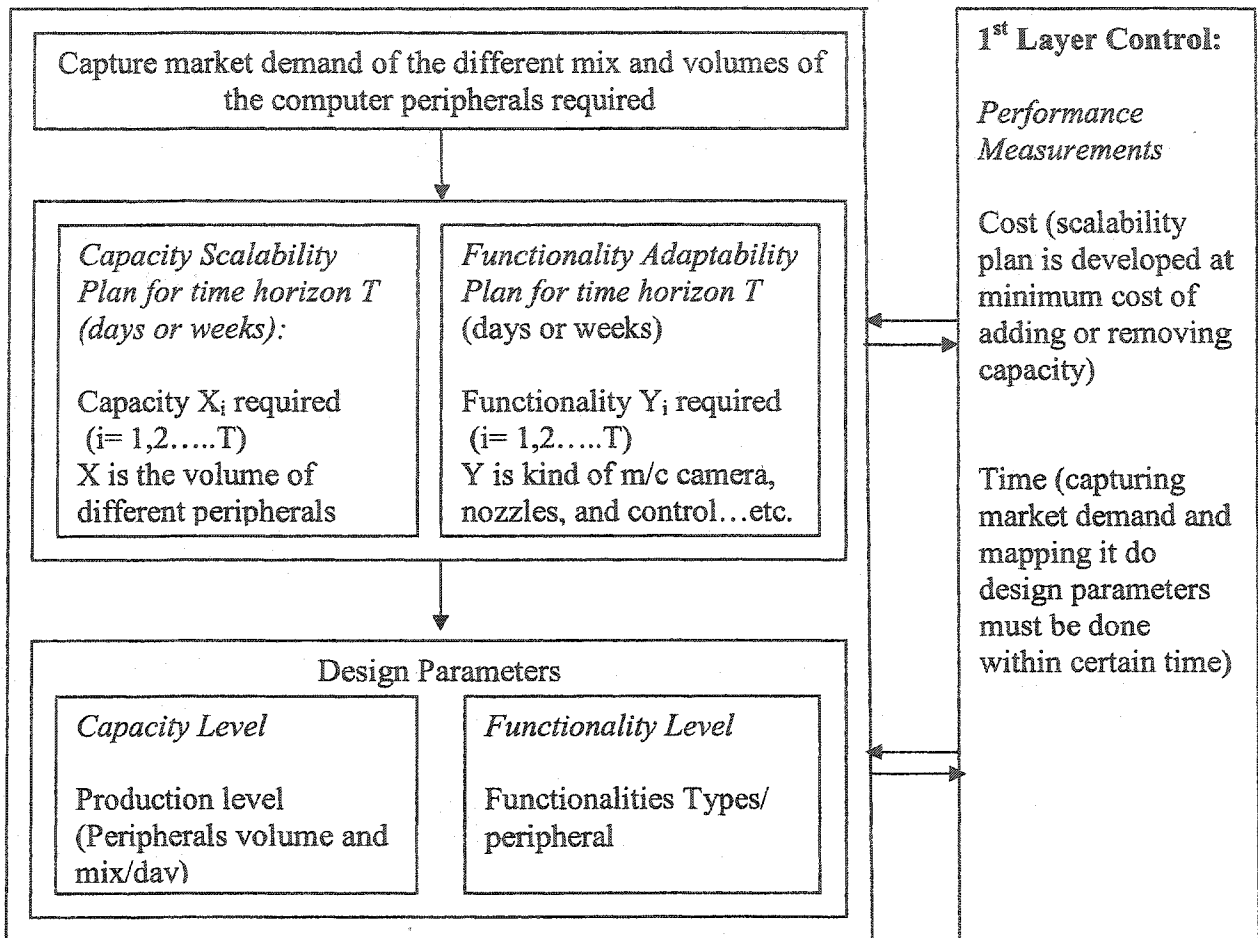 Capture market demand of the different mix and volumes of
the computer peripherals required
Capacity Scalability
Plan for time horizon T
(days or weeks):
Capacity Xi required
(i= 1,2…..T)
X is the volume of
different peripherals
Functionality Adaptability
Plan for time horizon T
(days or weeks)
Functionality Yi required
(i= 1,2…..T)
Y is kind of m/c camera,
nozzles, and control…etc.
Design Parameters
Capacity Level
Production level
(Peripherals volume and
mix/day)
Functionality Level
Functionalities Types/
peripheral
1st Layer Control:
Performance
Measurements
Cost (scalability
plan is developed at
minimum cost of
adding or removing
capacity)
Time (capturing
market demand and
mapping it do
design parameters
must be done
within certain time)